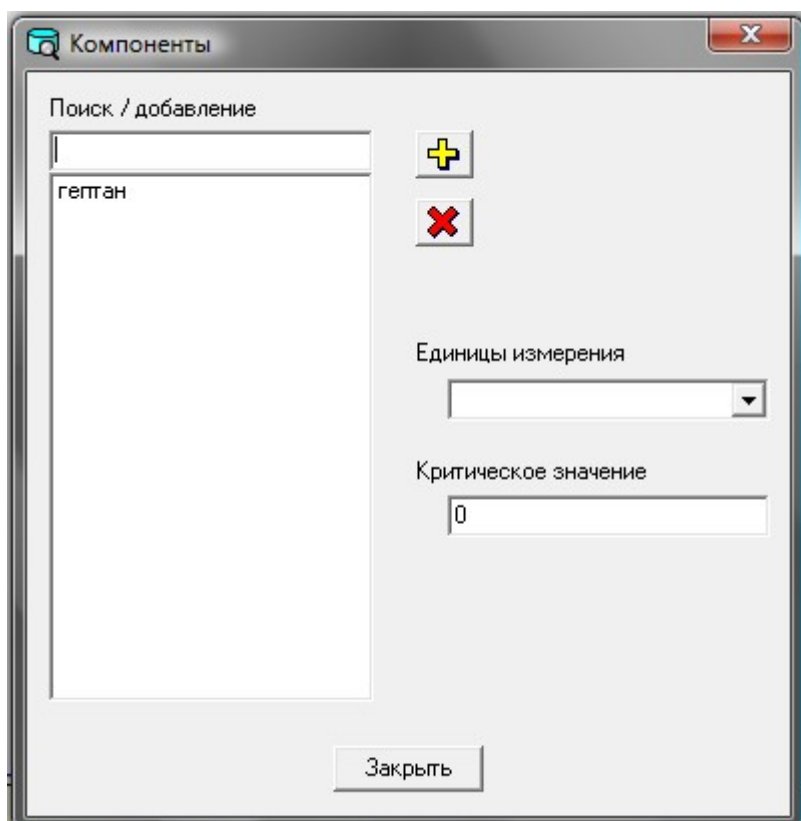 Компоненты
Поиск / добавление
гептан
Единицы измерения
Критическое значение
0
Закрыть